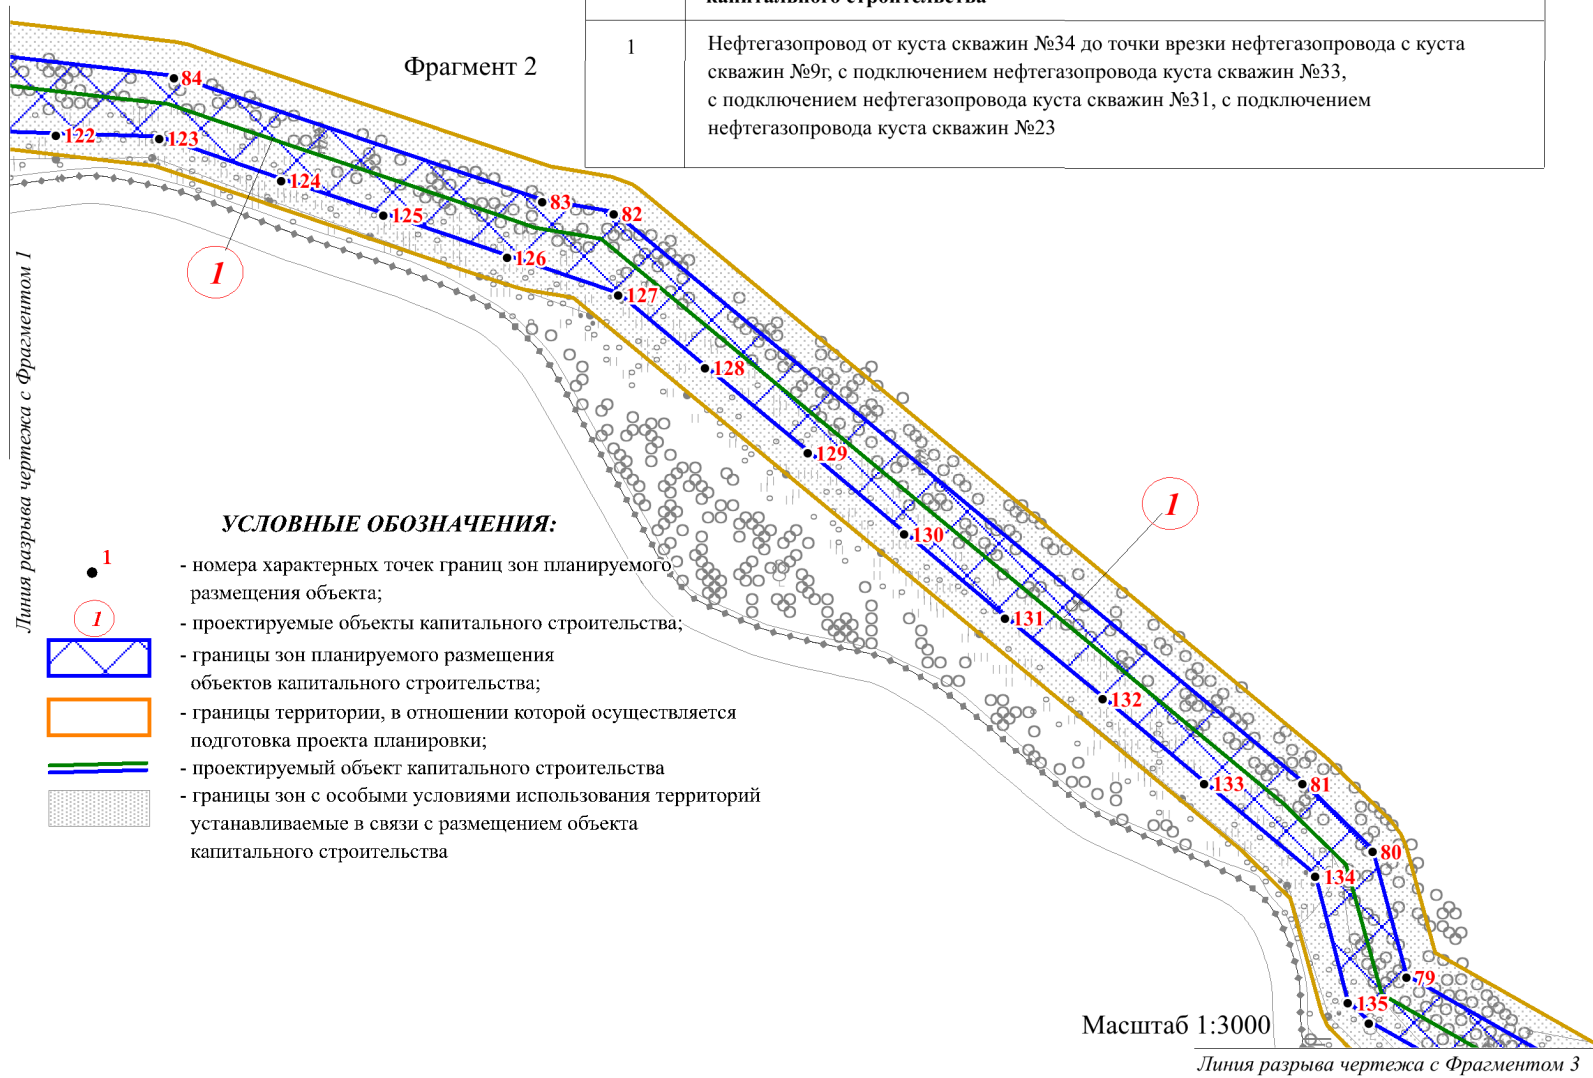 капитального строительства
1
Нефтегазопровод от куста скважин №34 до точки врезки нефтегазопровода с куста
скважин №9г, с подключением нефтегазопровода куста скважин №33,
с подключением нефтегазопровода куста скважин №31, с подключением
нефтегазопровода куста скважин №23
Фрагмент 2
84
122
123
124
125
83
82
126
127
1
128
129
130
1
131
132
133
81
80
134
79
135
Линия разрыва чертежа с Фрагментом 1
УСЛОВНЫЕ ОБОЗНАЧЕНИЯ:
1
- номера характерных точек границ зон планируемого
размещения объекта;
1
- проектируемые объекты капитального строительства;
- границы зон планируемого размещения
объектов капитального строительства;
- границы территории, в отношении которой осуществляется
подготовка проекта планировки;
- проектируемый объект капитального строительства
- границы зон с особыми условиями использования территорий
устанавливаемые в связи с размещением объекта
капитального строительства
Масштаб 1:3000
Линия разрыва чертежа с Фрагментом 3